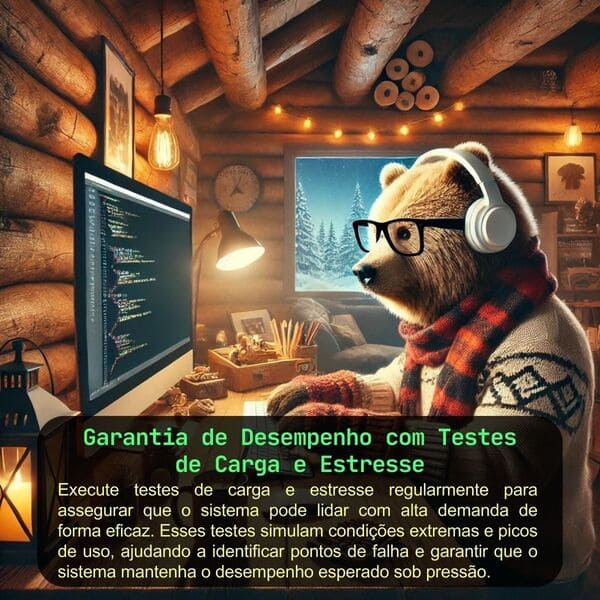 Garantia de Desempenho com Testes
de Carga e Estresse
Execute testes de carga e estresse regularmente para
assegurar que o sistema pode lidar com alta demanda de
forma eficaz. Esses testes simulam condições extremas e picos
de uso, ajudando a identificar pontos de falha e garantir que o
sistema mantenha o desempenho esperado sob pressão.